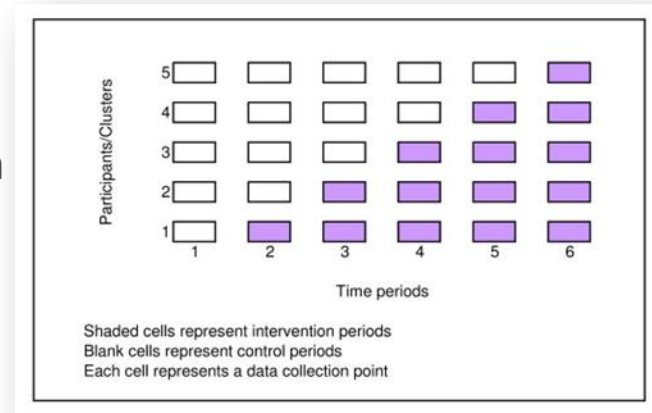 Participants/Clusters
5
4
3
2
1
1 2 3 4 5 6
Time periods
Shaded cells represent intervention periods
Blank cells represent control periods
Each cell represents a data collection point